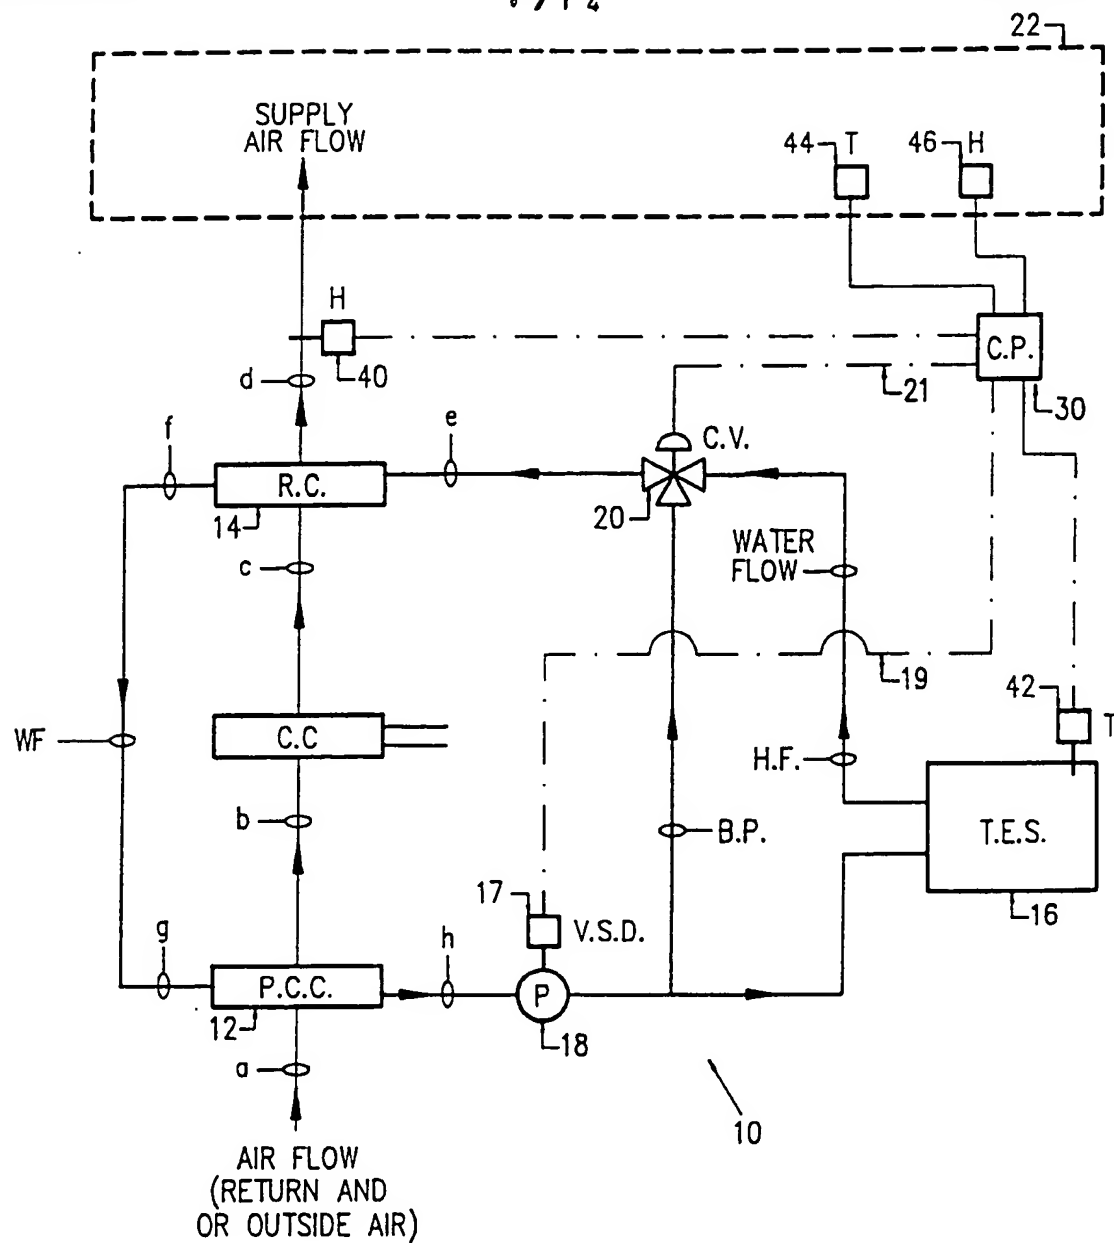 22
SUPPLY
AIR FLOW
44 T
46 H
H
40
C.P.
30
21
d
f
e
C.V.
R.C.
14
20
c
WATER
FLOW
19
42
T
WF
C.C
H.F.
b
B.P.
T.E.S.
16
17
V.S.D.
g
h
P.C.C.
12
P
18
a
10
AIR FLOW
(RETURN AND
OR OUTSIDE AIR)